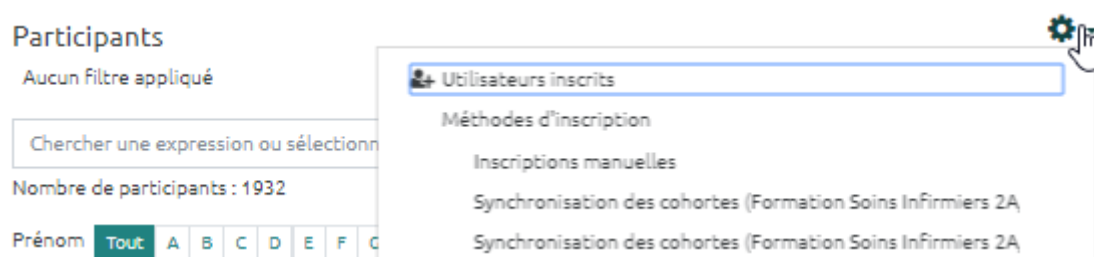 Participants
Aucun filtre appliqué
Utilisateurs inscrits
Méthodes d'inscription
Chercher une expression ou sélectionn
Inscriptions manuelles
Nombre de participants : 1932
Synchronisation des cohortes (Formation Soins Infirmiers 2A
Prénom Tout A B C D E F
Synchronisation des cohortes (Formation Soins Infirmiers 2A